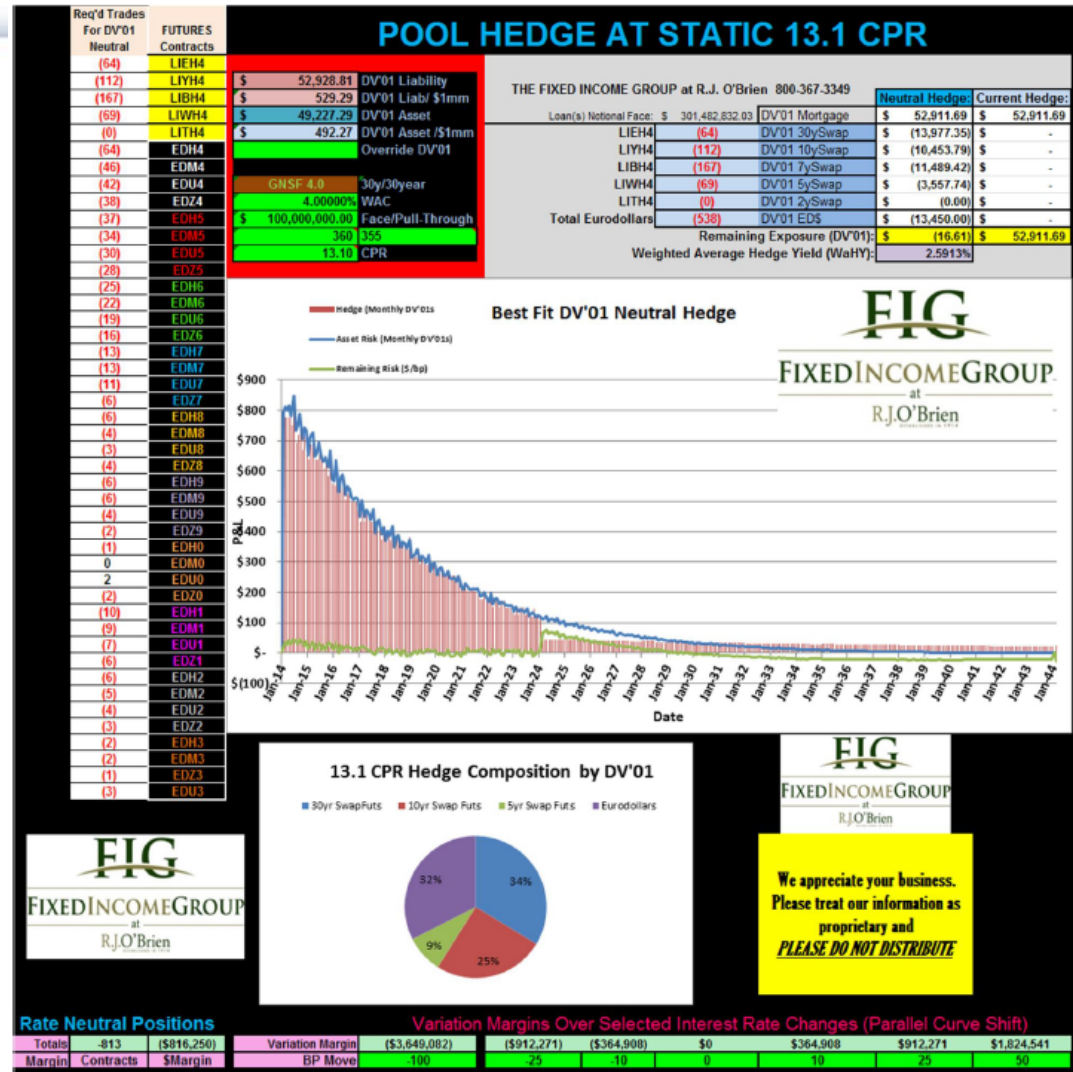 POOL HEDGE AT STATIC 13.1 CPR
Req'd Trades For DV'01 Neutral FUTURES Contracts
(64) LIEH4
(112) LIYH4
(167) LIBH4
(69) LIWH4
(0) LITH4
(64) EDH4
(46) EDM4
(42) EDU4
(38) EDZ4
(37) EDH5
(34) EDM5
(30) EDU5
(28) EDZ5
(25) EDH6
(22) EDM6
(19) EDU6
(16) EDZ6
(13) EDH7
(13) EDM7
(11) EDU7
(6) EDZ7
(6) EDH8
(4) EDM8
(3) EDU8
(4) EDZ8
(6) EDH9
(6) EDM9
(4) EDU9
(2) EDZ9
(1) EDH0
0 EDM0
2 EDU0
(2) EDZ0
(10) EDH1
(9) EDM1
(7) EDU1
(6) EDZ1
(6) EDH2
(5) EDM2
(4) EDU2
(3) EDZ2
(2) EDH3
(2) EDM3
(1) EDZ3
(3) EDU3
$ 52,928.81 DV'01 Liability
$ 529.29 DV'01 Liab/ $1mm
$ 49,227.29 DV'01 Asset
$ 492.27 DV'01 Asset /$1mm
Override DV'01
GNSF 4.0 30y/30year
4.00000% WAC
$ 100,000,000.00 Face/Pull-Through
360 355
13.10 CPR
THE FIXED INCOME GROUP at R.J. O'Brien 800-367-3349
Neutral Hedge: Current Hedge:
Loan(s) Notional Face: $ 301,482,832.03 DV'01 Mortgage $ 52,911.69 $ 52,911.69
LIEH4 (64) DV'01 30ySwap $ (13,977.35) $ -
LIYH4 (112) DV'01 10ySwap $ (10,453.79) $ -
LIBH4 (167) DV'01 7ySwap $ (11,489.42) $ -
LIWH4 (69) DV'01 5ySwap $ (3,557.74) $ -
LITH4 (0) DV'01 2ySwap $ (0.00) $ -
Total Eurodollars (538) DV'01 ED$ $ (13,450.00) $ -
Remaining Exposure (DV'01): $ (16.61) $ 52,911.69
Weighted Average Hedge Yield (WaHY): 2.5913%
Best Fit DV'01 Neutral Hedge
Hedge (Monthly DV'01s
Asset Risk (Monthly DV'01s)
Remaining Risk ($/bp)
FIG
FIXEDINCOMEGROUP
at
R.J.O'Brien
P&L
$900
$800
$700
$600
$500
$400
$300
$200
$100
$-
$(100)
Jan-14 Jan-15 Jan-16 Jan-17 Jan-18 Jan-19 Jan-20 Jan-21 Jan-22 Jan-23 Jan-24 Jan-25 Jan-26 Jan-27 Jan-28 Jan-29 Jan-30 Jan-31 Jan-32 Jan-33 Jan-34 Jan-35 Jan-36 Jan-37 Jan-38 Jan-39 Jan-40 Jan-41 Jan-42 Jan-43 Jan-44
Date
13.1 CPR Hedge Composition by DV'01
30yr SwapFuts 10yr Swap Futs 5yr Swap Futs Eurodollars
32%
34%
9%
25%
FIG
FIXEDINCOMEGROUP
at
R.J.O'Brien
FIG
FIXEDINCOMEGROUP
at
R.J.O'Brien
We appreciate your business.
Please treat our information as
proprietary and
PLEASE DO NOT DISTRIBUTE
Rate Neutral Positions
Totals -813 ($816,250)
Margin Contracts $Margin
Variation Margins Over Selected Interest Rate Changes (Parallel Curve Shift)
Variation Margin ($3,649,082) ($912,271) ($364,908) $0 $364,908 $912,271 $1,824,541
BP Move -100 -25 -10 0 10 25 50